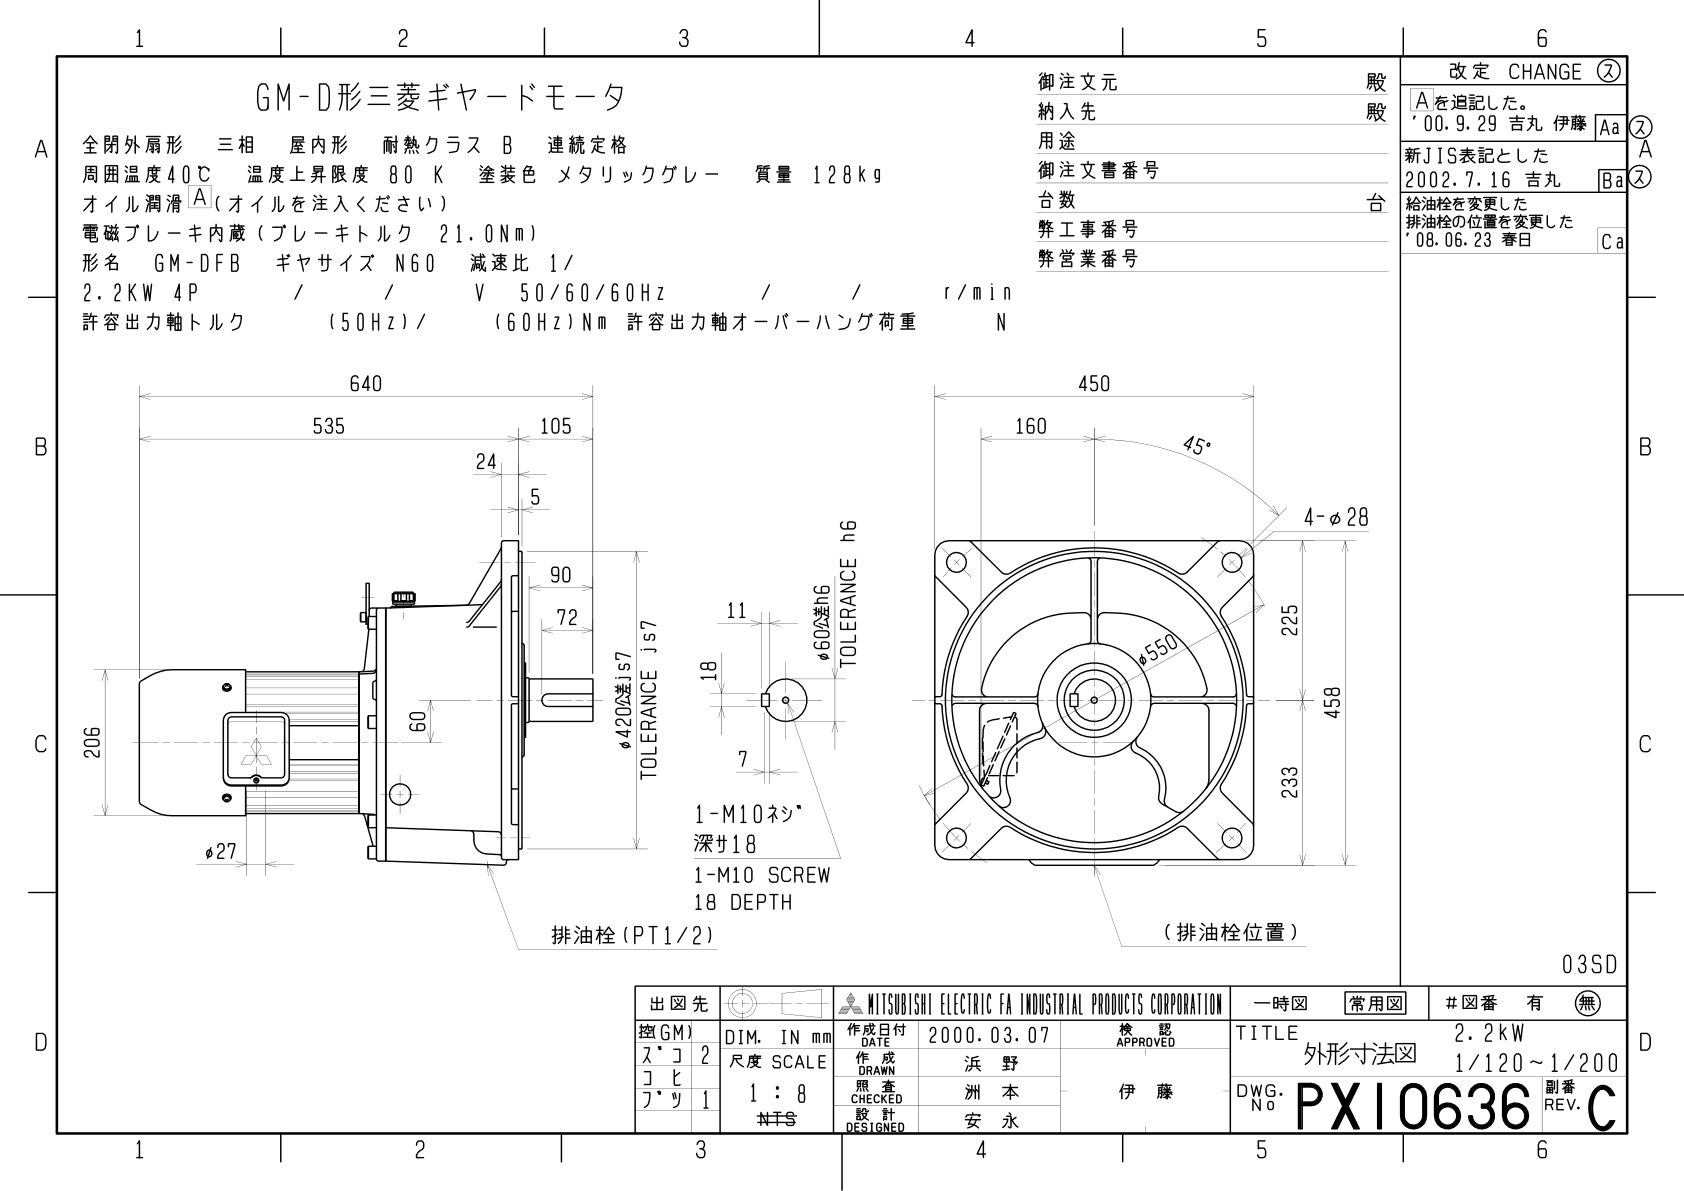 1 2 3 4 5 6
GM-D形三菱ギヤードモータ
全閉外扇形 三相 屋内形 耐熱クラス B 連続定格
周囲温度40℃ 温度上昇限度 80 K 塗装色 メタリックグレー 質量 128kg
オイル潤滑 A (オイルを注入ください)
電磁ブレーキ内蔵(ブレーキトルク 21.0Nm)
形名 GM-DFB ギヤサイズ N60 減速比 1/
2.2KW 4P / / V 50/60/60Hz / / r/min
許容出力軸トルク (50Hz)/ (60Hz)Nm 許容出力軸オーバーハング荷重 N
御注文元 殿
納入先 殿
用途
御注文書番号
台数 台
弊工事番号
弊営業番号
改定 CHANGE ス
A を追記した。
'00.9.29 吉丸 伊藤 Aa ス
新JIS表記とした
2002.7.16 吉丸 Ba ス
給油栓を変更した
排油栓の位置を変更した
'08.06.23 春日 Ca
A A
B B
C C
D D
640
535 105
24
5
90
72
60
206
φ27
φ420公差js7
TOLERANCE js7
排油栓(PT1/2)
11
18
7
φ60公差h6
TOLERANCE h6
1-M10ネジ
深サ18
1-M10 SCREW
18 DEPTH
450
160
45°
4-φ28
φ550
225
458
233
(排油栓位置)
03SD
出図先
控(GM)
ズコ 2
コヒ
ブツ 1
DIM. IN mm
尺度 SCALE
1 : 8
NTS
MITSUBISHI ELECTRIC FA INDUSTRIAL PRODUCTS CORPORATION
作成日付 DATE 2000.03.07
作成 DRAWN 浜野
照査 CHECKED 洲本
設計 DESIGNED 安永
検認 APPROVED
伊藤
一時図 常用図 #図番 有 無
TITLE 2.2kW
外形寸法図 1/120~1/200
DWG. No PX10636 副番 REV. C
1 2 3 4 5 6